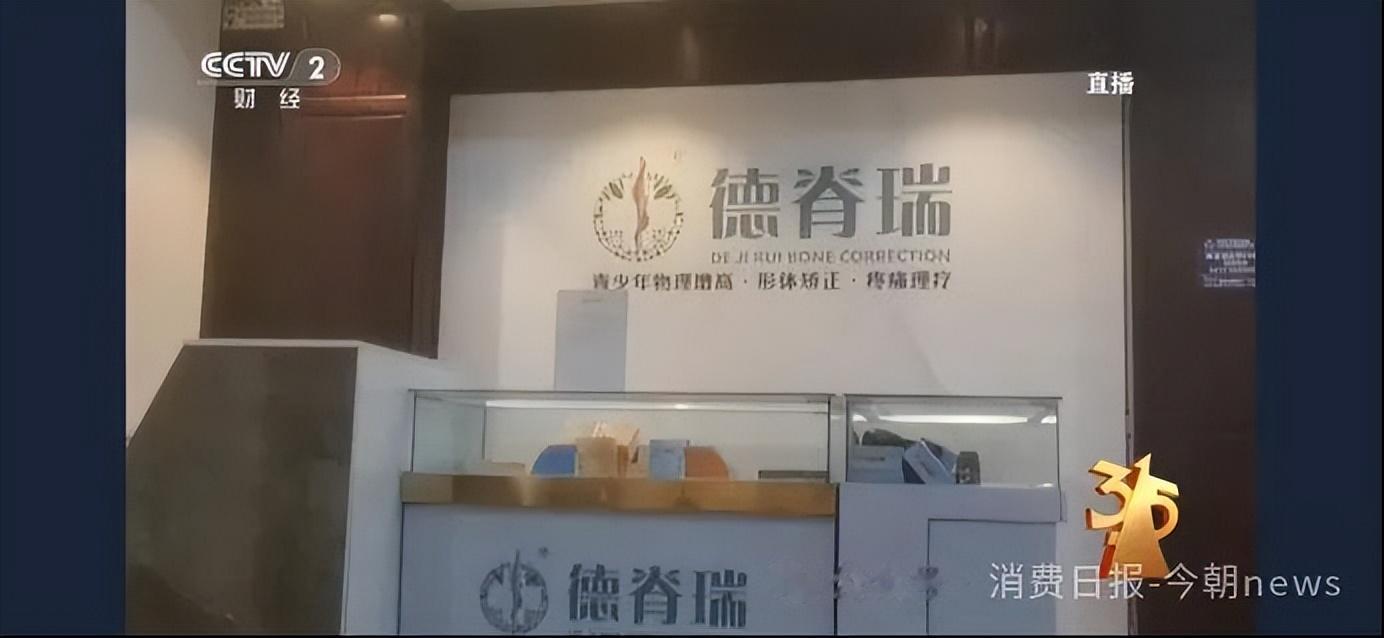 CCTV 2
财 经
直播
德脊瑞
DE JI RUI BONE CORRECTION
青少年物理增高·形体矫正·疼痛理疗
315
消费日报-今朝news
德脊瑞